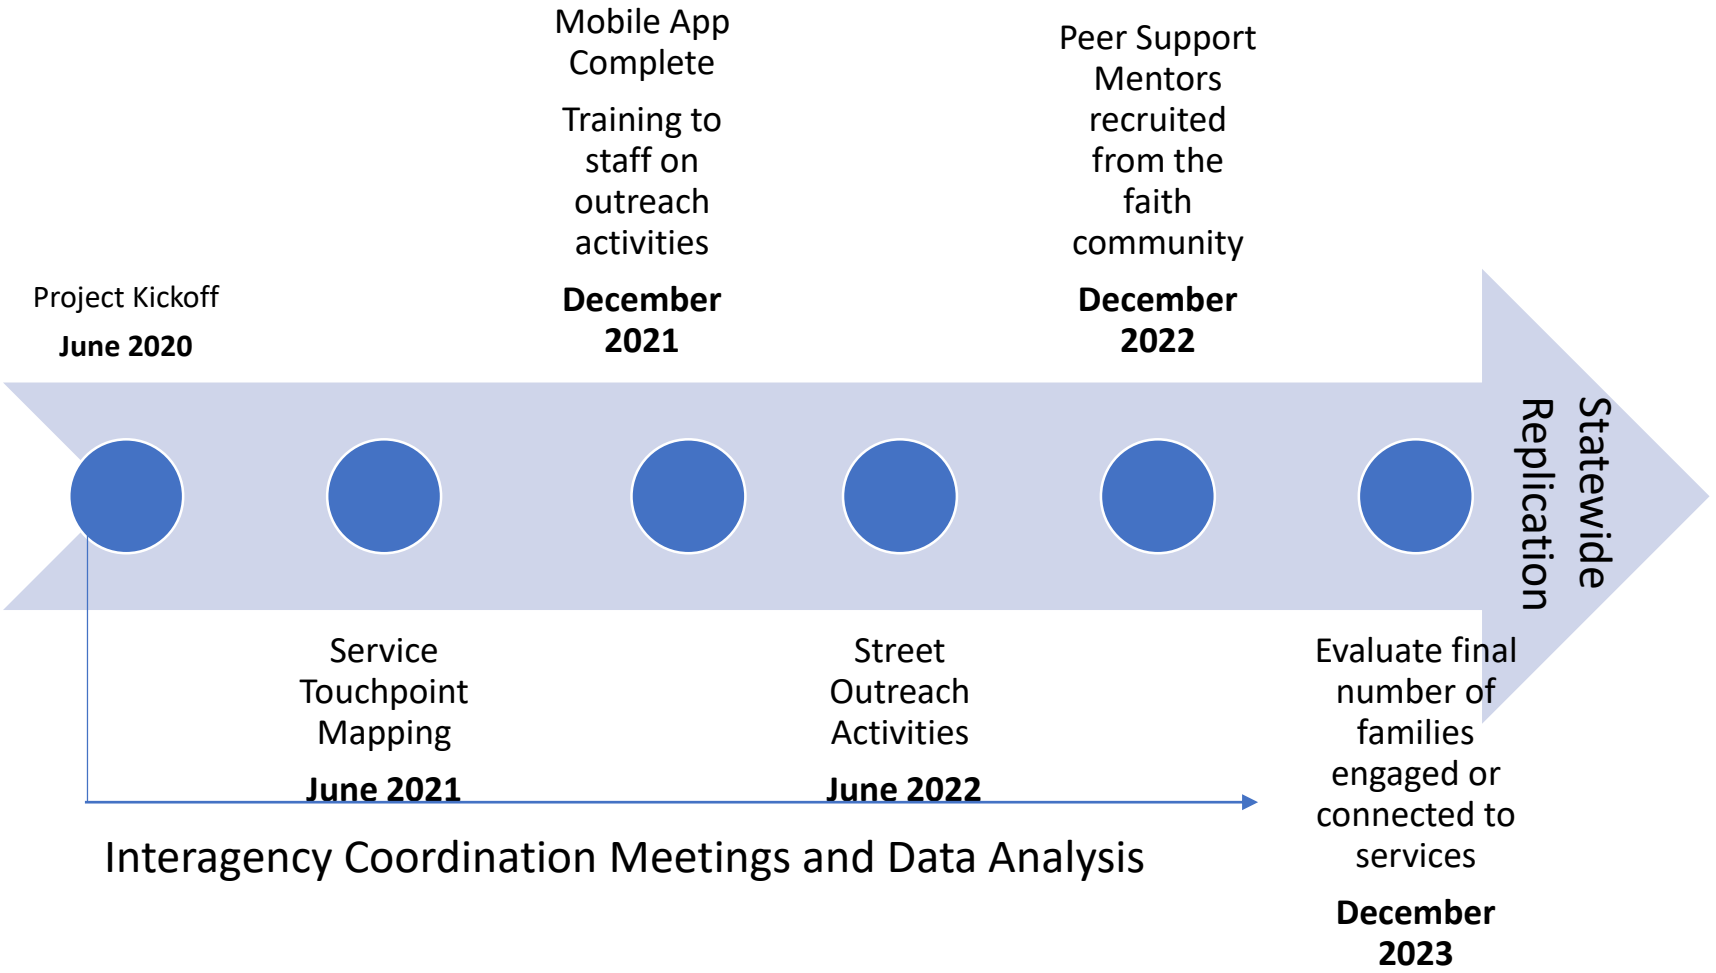 Project Kickoff
June 2020
Mobile App
Complete
Training to
staff on
outreach
activities
December
2021
Peer Support
Mentors
recruited
from the
faith
community
December
2022
Statewide
Replication
Service
Touchpoint
Mapping
June 2021
Street
Outreach
Activities
June 2022
Evaluate final
number of
families
engaged or
connected to
services
December
2023
Interagency Coordination Meetings and Data Analysis